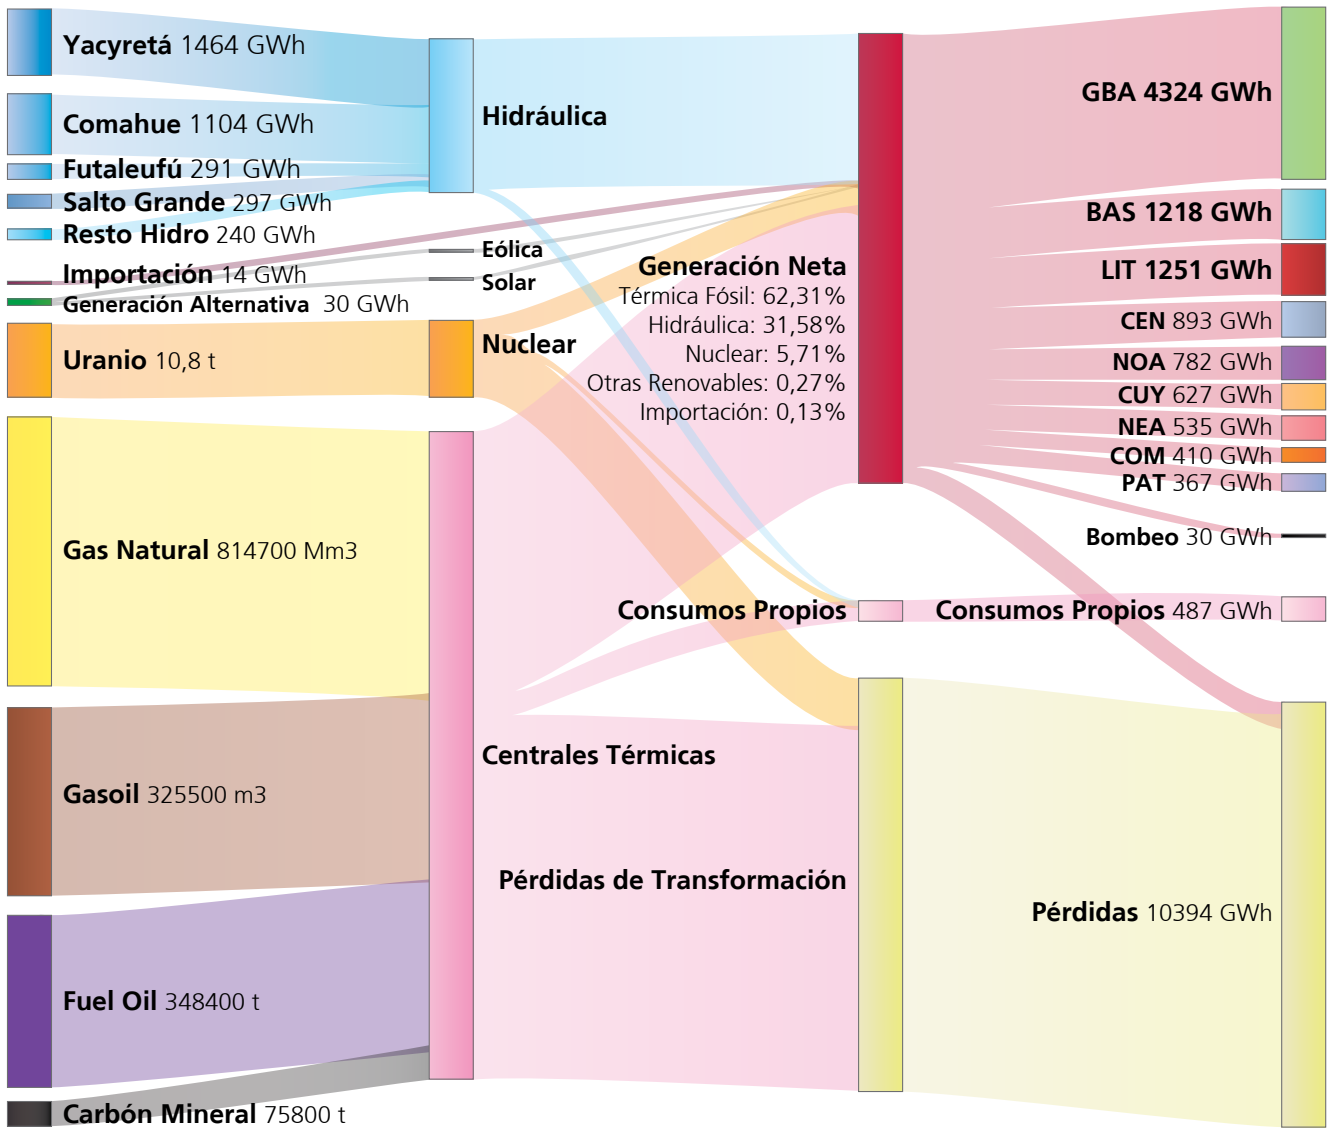 Yacyretá 1464 GWh
Comahue 1104 GWh
Futaleufú 291 GWh
Salto Grande 297 GWh
Resto Hidro 240 GWh
Importación 14 GWh
Generación Alternativa 30 GWh
Uranio 10,8 t
Gas Natural 814700 Mm3
Gasoil 325500 m3
Fuel Oil 348400 t
Carbón Mineral 75800 t
Hidráulica
Eólica
Solar
Nuclear
Centrales Térmicas
Generación Neta
Térmica Fósil: 62,31%
Hidráulica: 31,58%
Nuclear: 5,71%
Otras Renovables: 0,27%
Importación: 0,13%
Consumos Propios
Pérdidas de Transformación
GBA 4324 GWh
BAS 1218 GWh
LIT 1251 GWh
CEN 893 GWh
NOA 782 GWh
CUY 627 GWh
NEA 535 GWh
COM 410 GWh
PAT 367 GWh
Bombeo 30 GWh
Consumos Propios 487 GWh
Pérdidas 10394 GWh